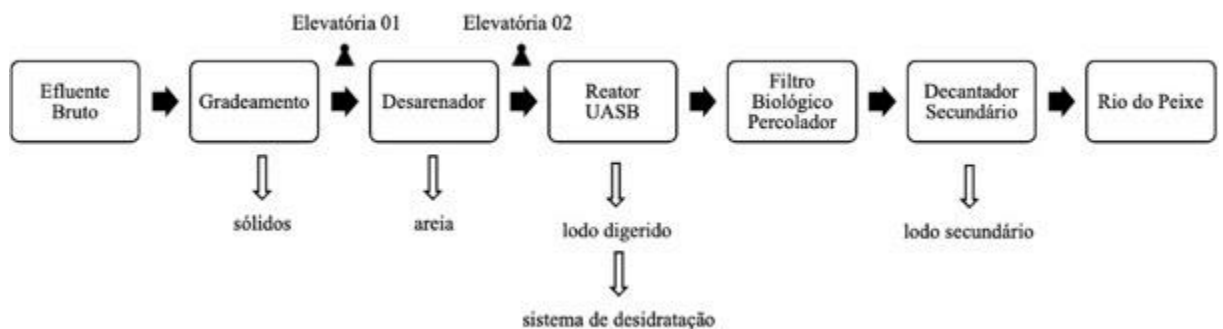 Elevatória 01
Elevatória 02
Efluente
Bruto
Gradeamento
Desarenador
Reator
UASB
Filtro
Biológico
Percolador
Decantador
Secundário
Rio do Peixe
sólidos
areia
lodo digerido
lodo secundário
sistema de desidratação